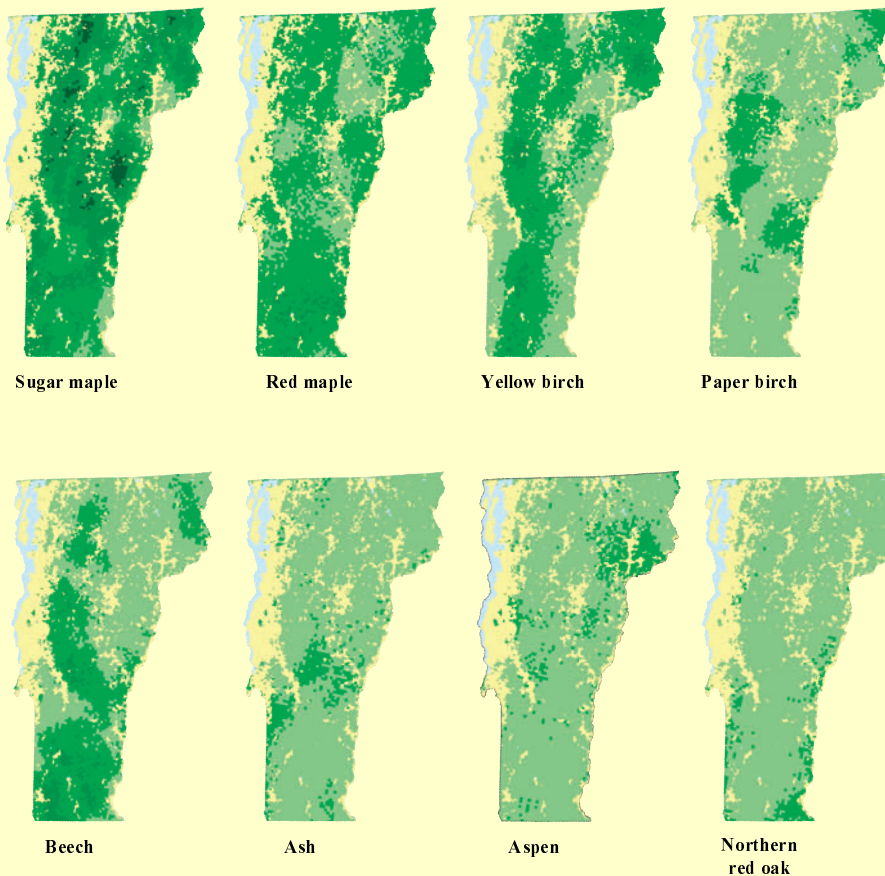 Sugar maple
Red maple
Yellow birch
Paper birch
Beech
Ash
Aspen
Northern
red oak